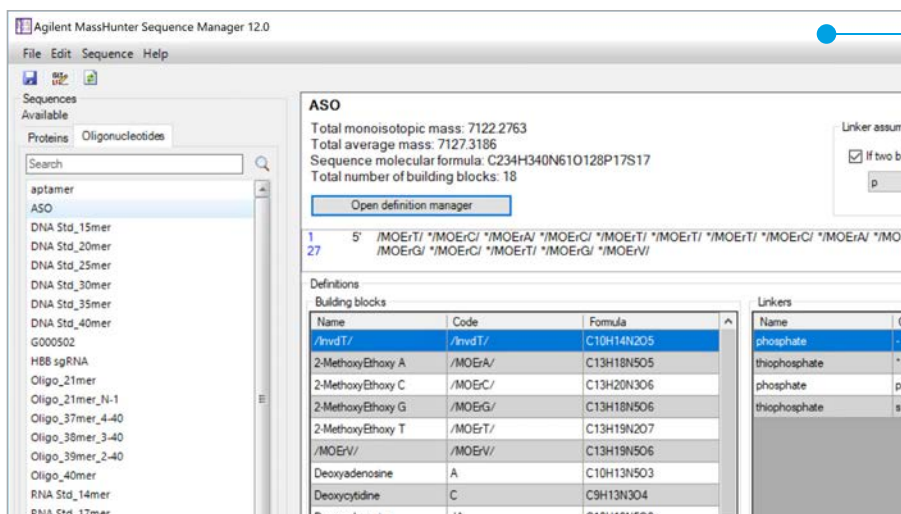 Agilent MassHunter Sequence Manager 12.0
File Edit Sequence Help
Sequences
Available
Proteins Oligonucleotides
Search
aptamer
ASO
DNA Std_15mer
DNA Std_20mer
DNA Std_25mer
DNA Std_30mer
DNA Std_35mer
DNA Std_40mer
G000502
HBB sgRNA
Oligo_21mer
Oligo_21mer_N-1
Oligo_37mer_4-40
Oligo_38mer_3-40
Oligo_39mer_2-40
Oligo_40mer
RNA Std_14mer
RNA Std_17mer
ASO
Total monoisotopic mass: 7122.2763
Total average mass: 7127.3186
Sequence molecular formula: C234H340N61O128P17S17
Total number of building blocks: 18
Open definition manager
Linker assum
If two b
p
1 5' /MOErT/ */MOErC/ */MOErA/ */MOErC/ */MOErT/ */MOErT/ */MOErT/ */MOErC/ */MOErA/ */MO
27 /MOErG/ */MOErC/ */MOErT/ */MOErG/ */MOErV/
Definitions
Building blocks
Name Code Formula
/InvdT/ /InvdT/ C10H14N2O5
2-MethoxyEthoxy A /MOErA/ C13H18N5O5
2-MethoxyEthoxy C /MOErC/ C13H20N3O6
2-MethoxyEthoxy G /MOErG/ C13H18N5O6
2-MethoxyEthoxy T /MOErT/ C13H19N2O7
/MOErV/ /MOErV/ C13H19N5O6
Deoxyadenosine A C10H13N5O3
Deoxycytidine C C9H13N3O4
Linkers
Name
phosphate -
thiophosphate *
phosphate p
thiophosphate s